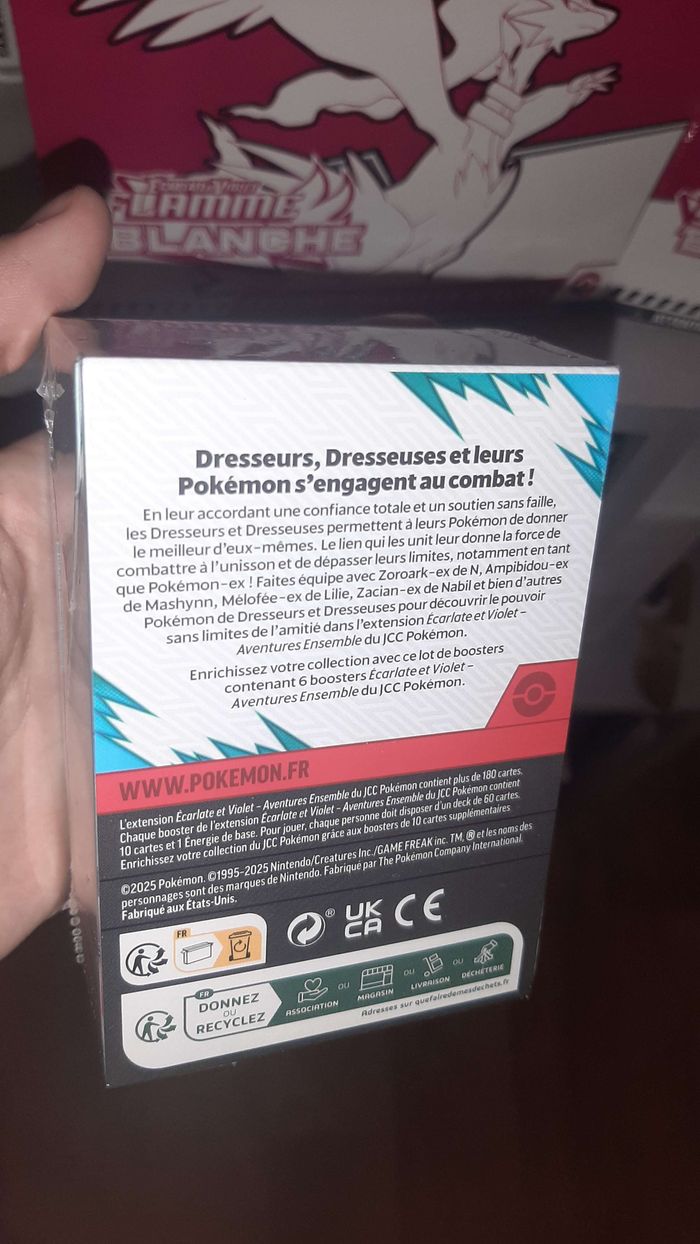 ÉCARLATE ET VIOLET
FLAMME
BLANCHE
Dresseurs, Dresseuses et leurs
Pokémon s'engagent au combat !
En leur accordant une confiance totale et un soutien sans faille,
les Dresseurs et Dresseuses permettent à leurs Pokémon de donner
le meilleur d'eux-mêmes. Le lien qui les unit leur donne la force de
combattre à l'unisson et de dépasser leurs limites, notamment en tant
que Pokémon-ex ! Faites équipe avec Zoroark-ex de N, Ampibidou-ex
de Mashynn, Mélofée-ex de Lilie, Zacian-ex de Nabil et bien d'autres
Pokémon de Dresseurs et Dresseuses pour découvrir le pouvoir
sans limites de l'amitié dans l'extension Écarlate et Violet –
Aventures Ensemble du JCC Pokémon.
Enrichissez votre collection avec ce lot de boosters
contenant 6 boosters Écarlate et Violet –
Aventures Ensemble du JCC Pokémon.
WWW.POKEMON.FR
L'extension Écarlate et Violet – Aventures Ensemble du JCC Pokémon contient plus de 180 cartes.
Chaque booster de l'extension Écarlate et Violet – Aventures Ensemble du JCC Pokémon contient
10 cartes et 1 Énergie de base. Pour jouer, chaque personne doit disposer d'un deck de 60 cartes.
Enrichissez votre collection du JCC Pokémon grâce aux boosters de 10 cartes supplémentaires
©2025 Pokémon. ©1995-2025 Nintendo/Creatures Inc./GAME FREAK inc. TM, ® et les noms des
personnages sont des marques de Nintendo. Fabriqué par The Pokémon Company International.
Fabriqué aux États-Unis.
FR
® UK CA CE
FR
DONNEZ
OU
RECYCLEZ
ASSOCIATION OU MAGASIN OU LIVRAISON OU DÉCHÈTERIE
Adresses sur quefairedemesdechets.fr